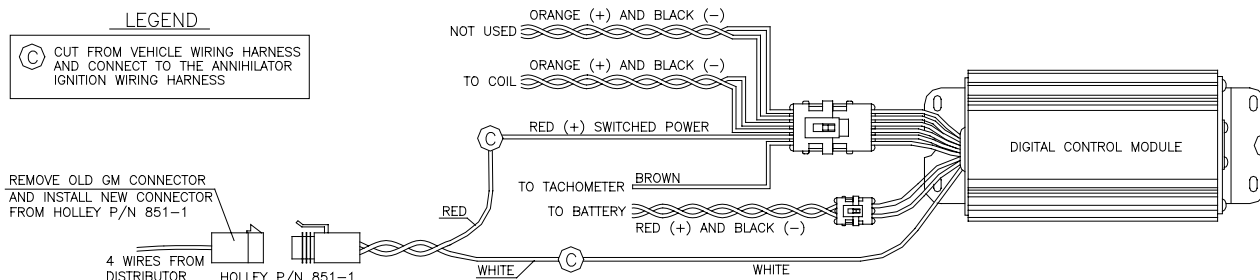 LEGEND
C
CUT FROM VEHICLE WIRING HARNESS
AND CONNECT TO THE ANNIHILATOR
IGNITION WIRING HARNESS
ORANGE (+) AND BLACK (-)
NOT USED
ORANGE (+) AND BLACK (-)
TO COIL
C
RED (+) SWITCHED POWER
DIGITAL CONTROL MODULE
REMOVE OLD GM CONNECTOR
AND INSTALL NEW CONNECTOR
FROM HOLLEY P/N 851-1
TO TACHOMETER
BROWN
RED
TO BATTERY
RED (+) AND BLACK (-)
4 WIRES FROM
DISTRIBUTOR
HOLLEY P/N 851-1
WHITE
C
WHITE